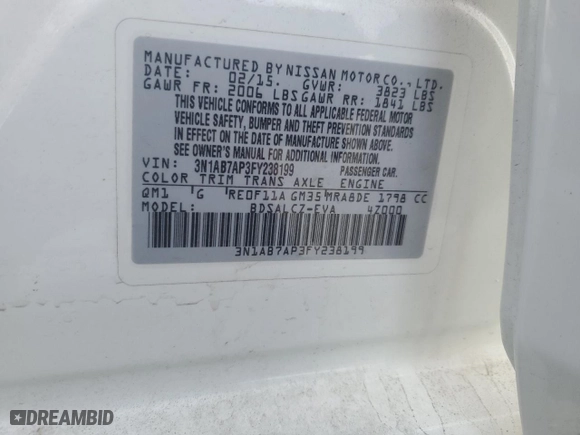 MANUFACTURED BY NISSAN MOTOR CO., LTD.
DATE: 02/15. GVWR: 3823 LBS
GAWR FR: 2006 LBS GAWR RR: 1841 LBS
THIS VEHICLE CONFORMS TO ALL APPLICABLE FEDERAL MOTOR
VEHICLE SAFETY, BUMPER AND THEFT PREVENTION STANDARDS
IN EFFECT ON THE DATE OF MANUFACTURE SHOWN ABOVE.
SEE OWNER'S MANUAL FOR ADDITIONAL INFORMATION
VIN: 3N1AB7AP3FY238199 PASSENGER CAR.
COLOR TRIM TRANS AXLE ENGINE
QM1 G RE0F11A GM35 MRA8DE 1798 CC
MODEL: BDSALCZ-EVA 47000
3N1AB7AP3FY238199
DREAMBID